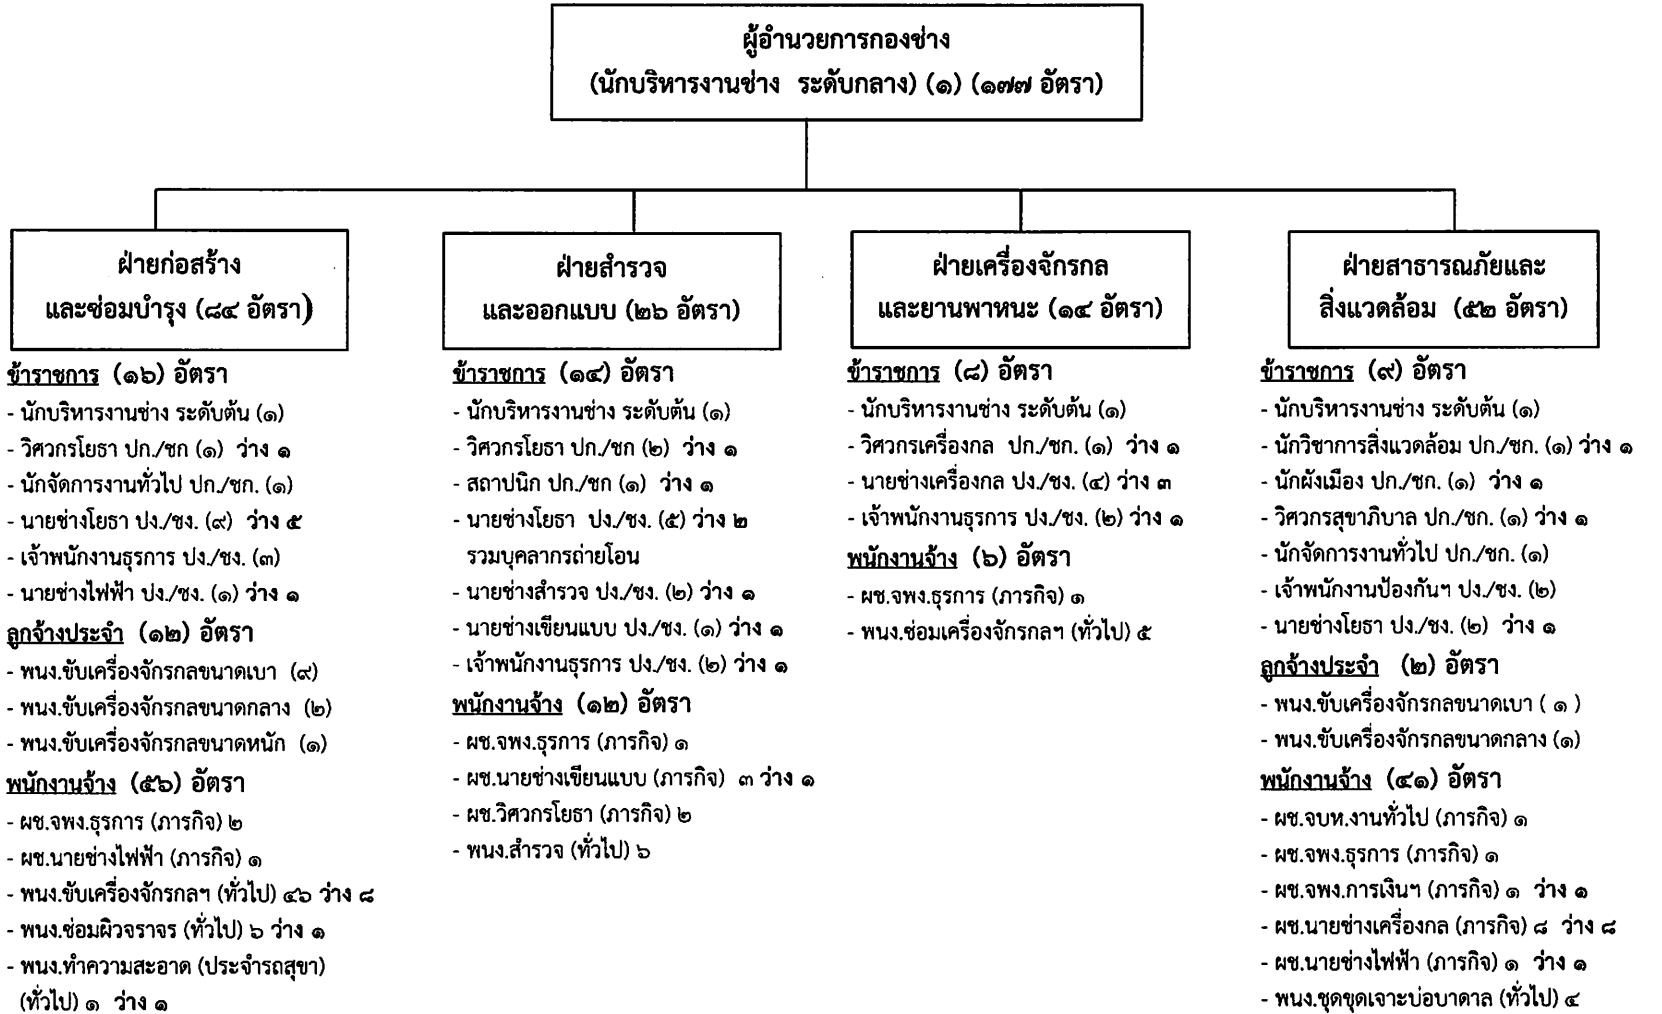 ผู้อำนวยการกองช่าง
(นักบริหารงานช่าง ระดับกลาง) (๑) (๑๗๗ อัตรา)
ฝ่ายก่อสร้าง
และซ่อมบำรุง (๘๔ อัตรา)
ข้าราชการ (๑๖) อัตรา
- นักบริหารงานช่าง ระดับต้น (๑)
- วิศวกรโยธา ปก./ชก (๑) ว่าง ๑
- นักจัดการงานทั่วไป ปก./ชก. (๑)
- นายช่างโยธา ปง./ชง. (๙) ว่าง ๕
- เจ้าพนักงานธุรการ ปง./ชง. (๓)
- นายช่างไฟฟ้า ปง./ชง. (๑) ว่าง ๑
ลูกจ้างประจำ (๑๒) อัตรา
- พนง.ขับเครื่องจักรกลขนาดเบา (๙)
- พนง.ขับเครื่องจักรกลขนาดกลาง (๒)
- พนง.ขับเครื่องจักรกลขนาดหนัก (๑)
พนักงานจ้าง (๕๖) อัตรา
- ผช.จพง.ธุรการ (ภารกิจ) ๒
- ผช.นายช่างไฟฟ้า (ภารกิจ) ๑
- พนง.ขับเครื่องจักรกลฯ (ทั่วไป) ๔๖ ว่าง ๘
- พนง.ซ่อมผิวจราจร (ทั่วไป) ๖ ว่าง ๑
- พนง.ทำความสะอาด (ประจำรถสุขา)
(ทั่วไป) ๑ ว่าง ๑
ฝ่ายสำรวจ
และออกแบบ (๒๖ อัตรา)
ข้าราชการ (๑๔) อัตรา
- นักบริหารงานช่าง ระดับต้น (๑)
- วิศวกรโยธา ปก./ชก (๒) ว่าง ๑
- สถาปนิก ปก./ชก (๑) ว่าง ๑
- นายช่างโยธา ปง./ชง. (๕) ว่าง ๒
รวมบุคลากรถ่ายโอน
- นายช่างสำรวจ ปง./ชง. (๒) ว่าง ๑
- นายช่างเขียนแบบ ปง./ชง. (๑) ว่าง ๑
- เจ้าพนักงานธุรการ ปง./ชง. (๒) ว่าง ๑
พนักงานจ้าง (๑๒) อัตรา
- ผช.จพง.ธุรการ (ภารกิจ) ๑
- ผช.นายช่างเขียนแบบ (ภารกิจ) ๓ ว่าง ๑
- ผช.วิศวกรโยธา (ภารกิจ) ๒
- พนง.สำรวจ (ทั่วไป) ๖
ฝ่ายเครื่องจักรกล
และยานพาหนะ (๑๔ อัตรา)
ข้าราชการ (๘) อัตรา
- นักบริหารงานช่าง ระดับต้น (๑)
- วิศวกรเครื่องกล ปก./ชก. (๑) ว่าง ๑
- นายช่างเครื่องกล ปง./ชง. (๔) ว่าง ๓
- เจ้าพนักงานธุรการ ปง./ชง. (๒) ว่าง ๑
พนักงานจ้าง (๖) อัตรา
- ผช.จพง.ธุรการ (ภารกิจ) ๑
- พนง.ซ่อมเครื่องจักรกลฯ (ทั่วไป) ๕
ฝ่ายสาธารณภัยและ
สิ่งแวดล้อม (๕๒ อัตรา)
ข้าราชการ (๙) อัตรา
- นักบริหารงานช่าง ระดับต้น (๑)
- นักวิชาการสิ่งแวดล้อม ปก./ชก. (๑) ว่าง ๑
- นักผังเมือง ปก./ชก. (๑) ว่าง ๑
- วิศวกรสุขาภิบาล ปก./ชก. (๑) ว่าง ๑
- นักจัดการงานทั่วไป ปก./ชก. (๑)
- เจ้าพนักงานป้องกันฯ ปง./ชง. (๒)
- นายช่างโยธา ปง./ชง. (๒) ว่าง ๑
ลูกจ้างประจำ (๒) อัตรา
- พนง.ขับเครื่องจักรกลขนาดเบา ( ๑ )
- พนง.ขับเครื่องจักรกลขนาดกลาง (๑)
พนักงานจ้าง (๔๑) อัตรา
- ผช.จบห.งานทั่วไป (ภารกิจ) ๑
- ผช.จพง.ธุรการ (ภารกิจ) ๑
- ผช.จพง.การเงินฯ (ภารกิจ) ๑ ว่าง ๑
- ผช.นายช่างเครื่องกล (ภารกิจ) ๘ ว่าง ๘
- ผช.นายช่างไฟฟ้า (ภารกิจ) ๑ ว่าง ๑
- พนง.ชุดขุดเจาะบ่อบาดาล (ทั่วไป) ๔